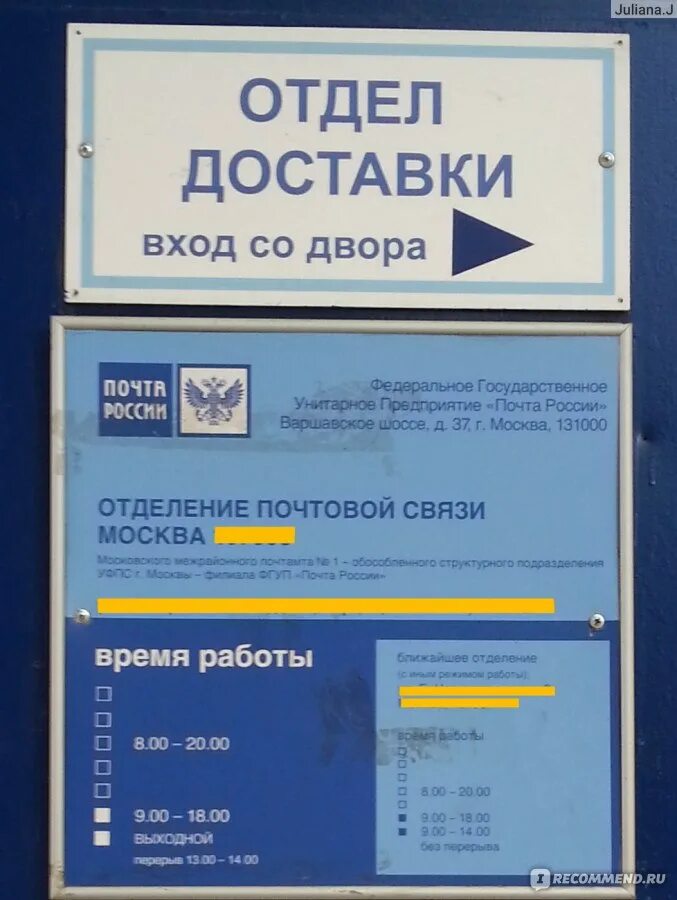 Juliana.J
ОТДЕЛ
ДОСТАВКИ
вход со двора
ПОЧТА
РОССИИ
Федеральное Государственное
Унитарное Предприятие «Почта России»
Варшавское шоссе, д. 37, г. Москва, 131000
ОТДЕЛЕНИЕ ПОЧТОВОЙ СВЯЗИ
МОСКВА
Московского межрайонного почтамта № 1 – обособленного структурного подразделения
УФПС г. Москвы – филиала ФГУП «Почта России»
время работы
8.00 – 20.00
9.00 – 18.00
ВЫХОДНОЙ
перерыв 13.00 – 14.00
ближайшее отделение
(с иным режимом работы):
время работы
8.00 – 20.00
9.00 – 18.00
9.00 – 14.00
без перерыва
IRECOMMEND.RU